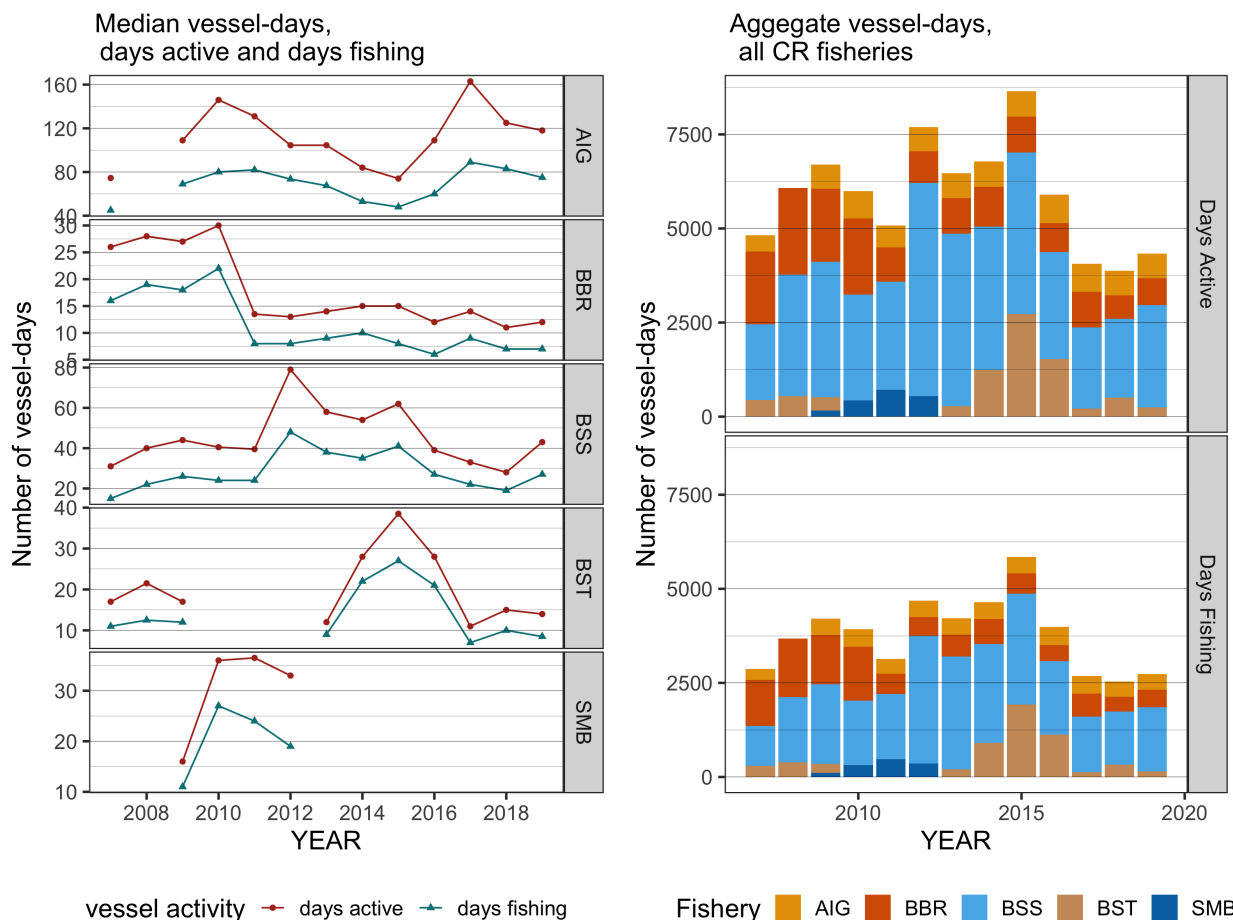 Median vessel-days,
days active and days fishing
Number of vessel-days
160
120
80
40
AIG
30
25
20
15
10
5
BBR
80
60
40
20
BSS
40
30
20
10
BST
30
20
10
SMB
2008 2010 2012 2014 2016 2018
YEAR
vessel activity days active days fishing
Aggregate vessel-days,
all CR fisheries
Number of vessel-days
7500
5000
2500
0
Days Active
7500
5000
2500
0
Days Fishing
2010 2015 2020
YEAR
Fishery AIG BBR BSS BST SMB